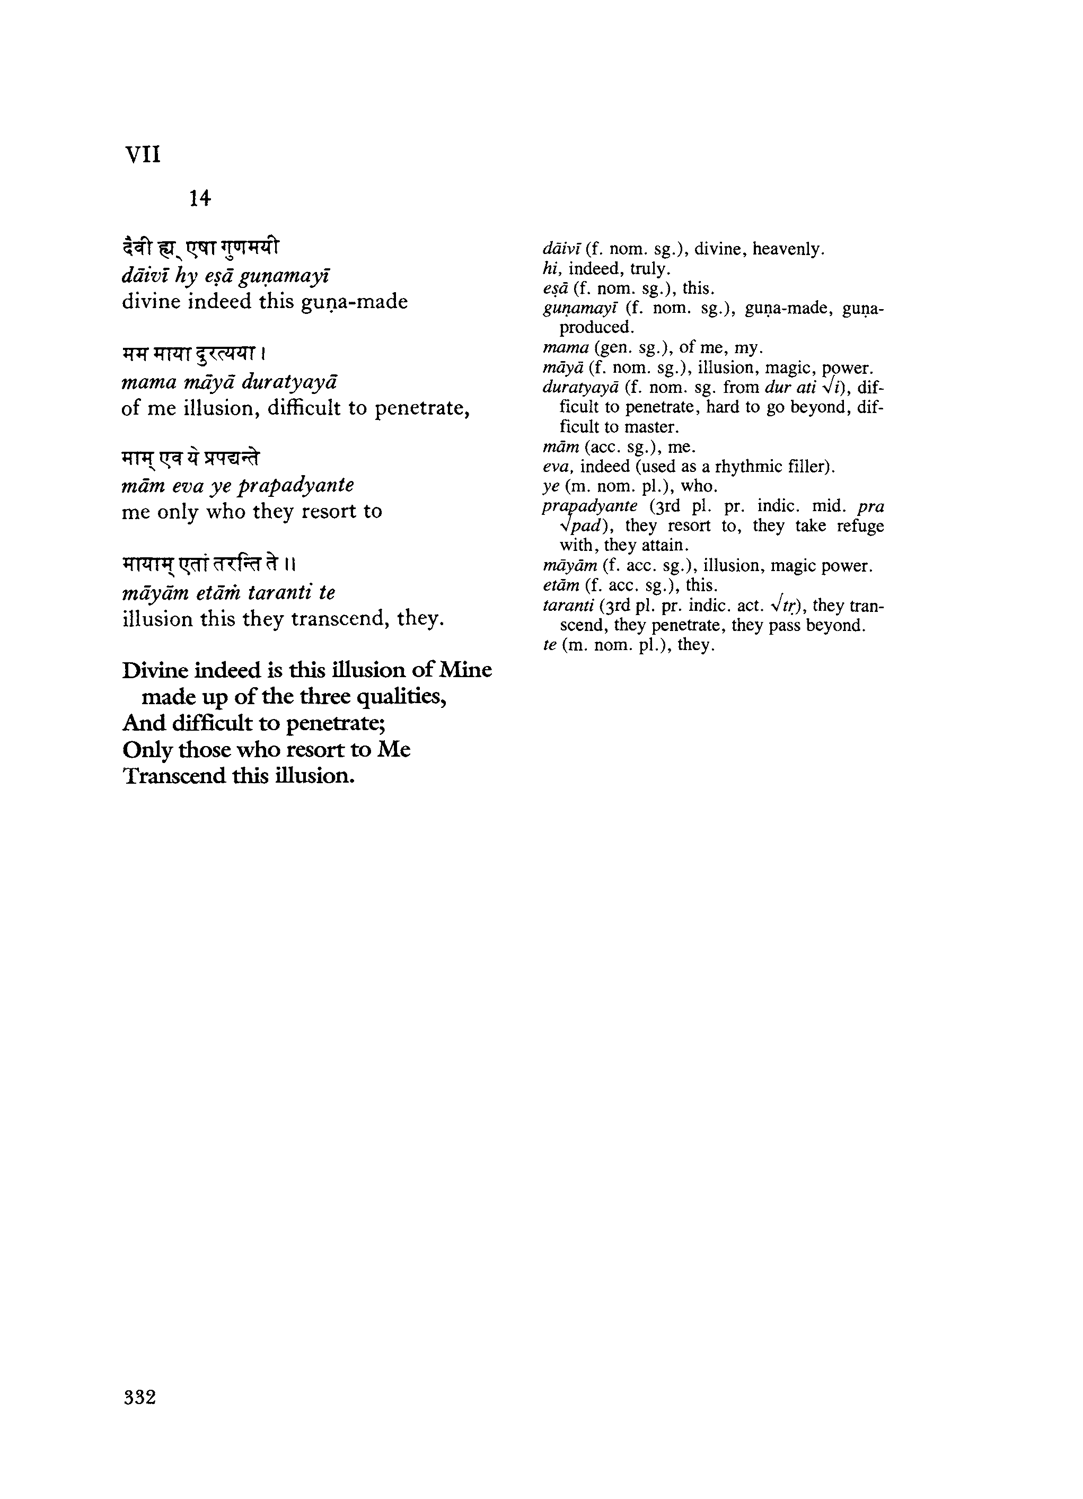 VII
14
दैवी ह्य् एषा गुणमयी
dāivī hy eṣā guṇamayī
divine indeed this guṇa-made
मम माया दुरत्यया ।
mama māyā duratyayā
of me illusion, difficult to penetrate,
माम् एव ये प्रपद्यन्ते
mām eva ye prapadyante
me only who they resort to
मायाम् एतां तरन्ति ते ॥
māyām etāṁ taranti te
illusion this they transcend, they.
Divine indeed is this illusion of Mine
made up of the three qualities,
And difficult to penetrate;
Only those who resort to Me
Transcend this illusion.
dāivī (f. nom. sg.), divine, heavenly.
hi, indeed, truly.
eṣā (f. nom. sg.), this.
guṇamayī (f. nom. sg.), guṇa-made, guṇa-
produced.
mama (gen. sg.), of me, my.
māyā (f. nom. sg.), illusion, magic, power.
duratyayā (f. nom. sg. from dur ati √i), dif-
ficult to penetrate, hard to go beyond, dif-
ficult to master.
mām (acc. sg.), me.
eva, indeed (used as a rhythmic filler).
ye (m. nom. pl.), who.
prapadyante (3rd pl. pr. indic. mid. pra
√pad), they resort to, they take refuge
with, they attain.
māyām (f. acc. sg.), illusion, magic power.
etām (f. acc. sg.), this.
taranti (3rd pl. pr. indic. act. √tṛ), they tran-
scend, they penetrate, they pass beyond.
te (m. nom. pl.), they.
332